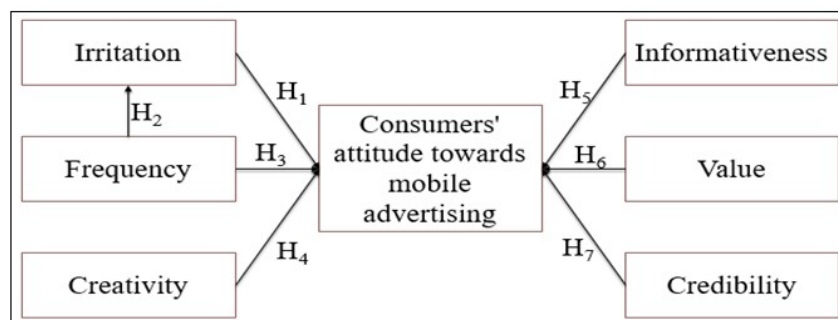 Irritation
H₁
H₂
Frequency
H₃
Creativity
H₄
Consumers'
attitude towards
mobile
advertising
Informativeness
H₅
Value
H₆
Credibility
H₇